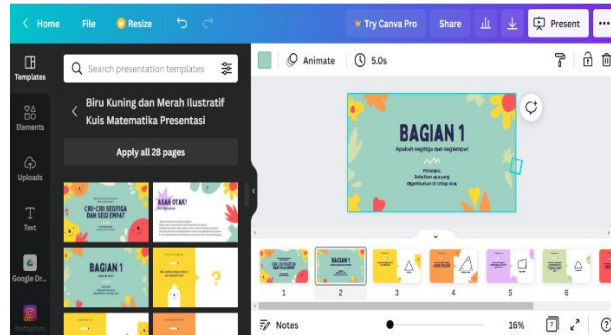 Home
File
Resize
Try Canva Pro
Share
Present
Templates
Elements
Uploads
Text
Google Dr...
Instagram
Search presentation templates
Biru Kuning dan Merah Ilustratif
Kuis Matematika Presentasi
Apply all 28 pages
CIRI-CIRI SEGITIGA
DAN SEGI EMPAT
ASAH OTAK!
BAGIAN 1
?
Animate
5.0s
BAGIAN 1
Apakah segitiga dan segiempat
Petunjuk:
BAGIAN 1
1
2
3
4
5
6
Notes
16%
7
?